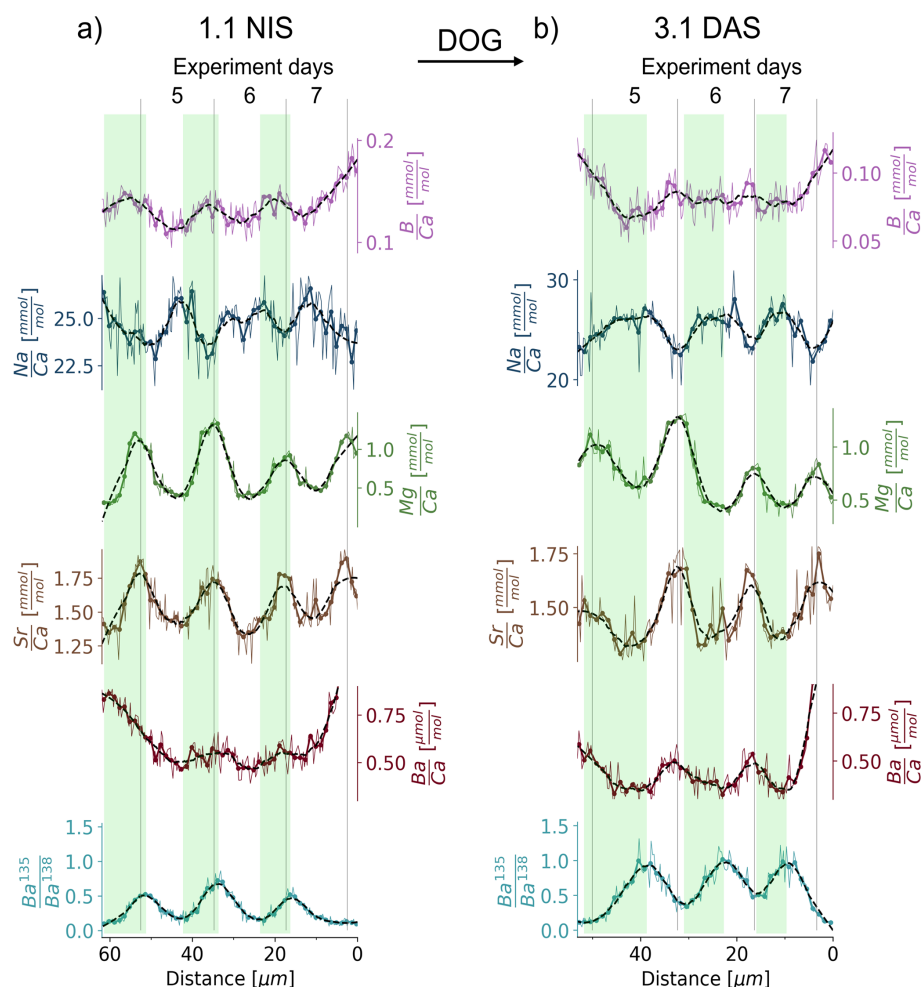 a) 1.1 NIS DOG b) 3.1 DAS
Experiment days Experiment days
5 6 7 5 6 7
0.2
0.1
B/Ca [mmol/mol]
0.10
0.05
B/Ca [mmol/mol]
25.0
22.5
Na/Ca [mmol/mol]
30
20
Na/Ca [mmol/mol]
1.0
0.5
Mg/Ca [mmol/mol]
1.0
0.5
Mg/Ca [mmol/mol]
1.75
1.50
1.25
Sr/Ca [mmol/mol]
1.75
1.50
Sr/Ca [mmol/mol]
0.75
0.50
Ba/Ca [μmol/mol]
0.75
0.50
Ba/Ca [μmol/mol]
1.5
1.0
0.5
0.0
Ba135/Ba138
1.5
1.0
0.5
0.0
Ba135/Ba138
60 40 20 0 40 20 0
Distance [μm] Distance [μm]